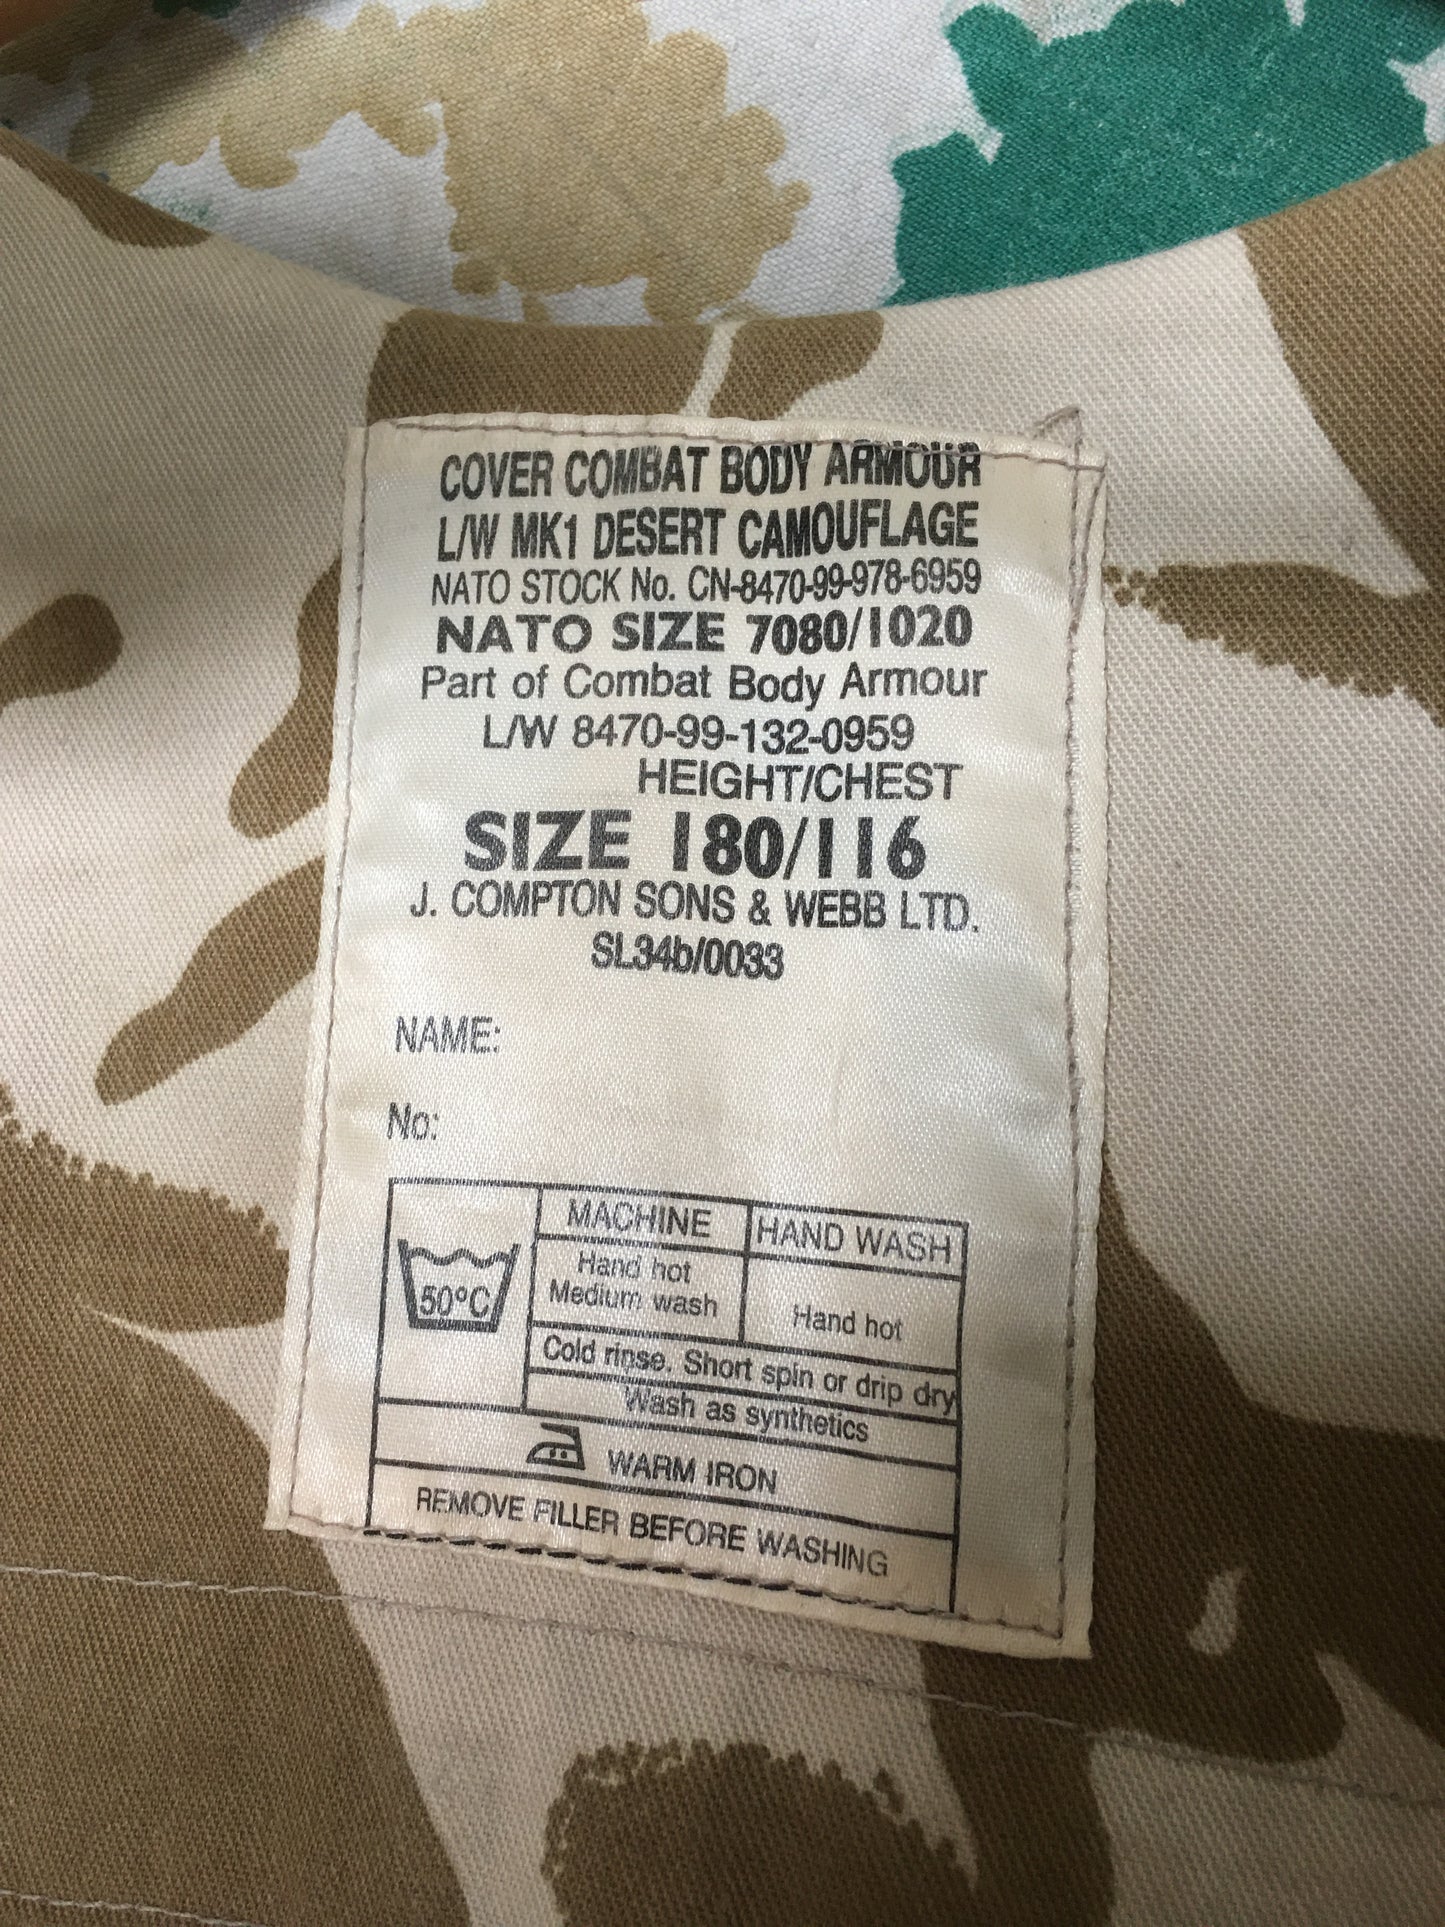 COVER COMBAT BODY ARMOUR
L/W MK1 DESERT CAMOUFLAGE
NATO STOCK No. CN-8470-99-978-6959
NATO SIZE 7080/1020
Part of Combat Body Armour
L/W 8470-99-132-0959
HEIGHT/CHEST
SIZE 180/116
J. COMPTON SONS & WEBB LTD.
SL34b/0033
NAME:
No:
MACHINE HAND WASH
50°C
Hand hot
Medium wash
Hand hot
Cold rinse. Short spin or drip dry
Wash as synthetics
WARM IRON
REMOVE FILLER BEFORE WASHING